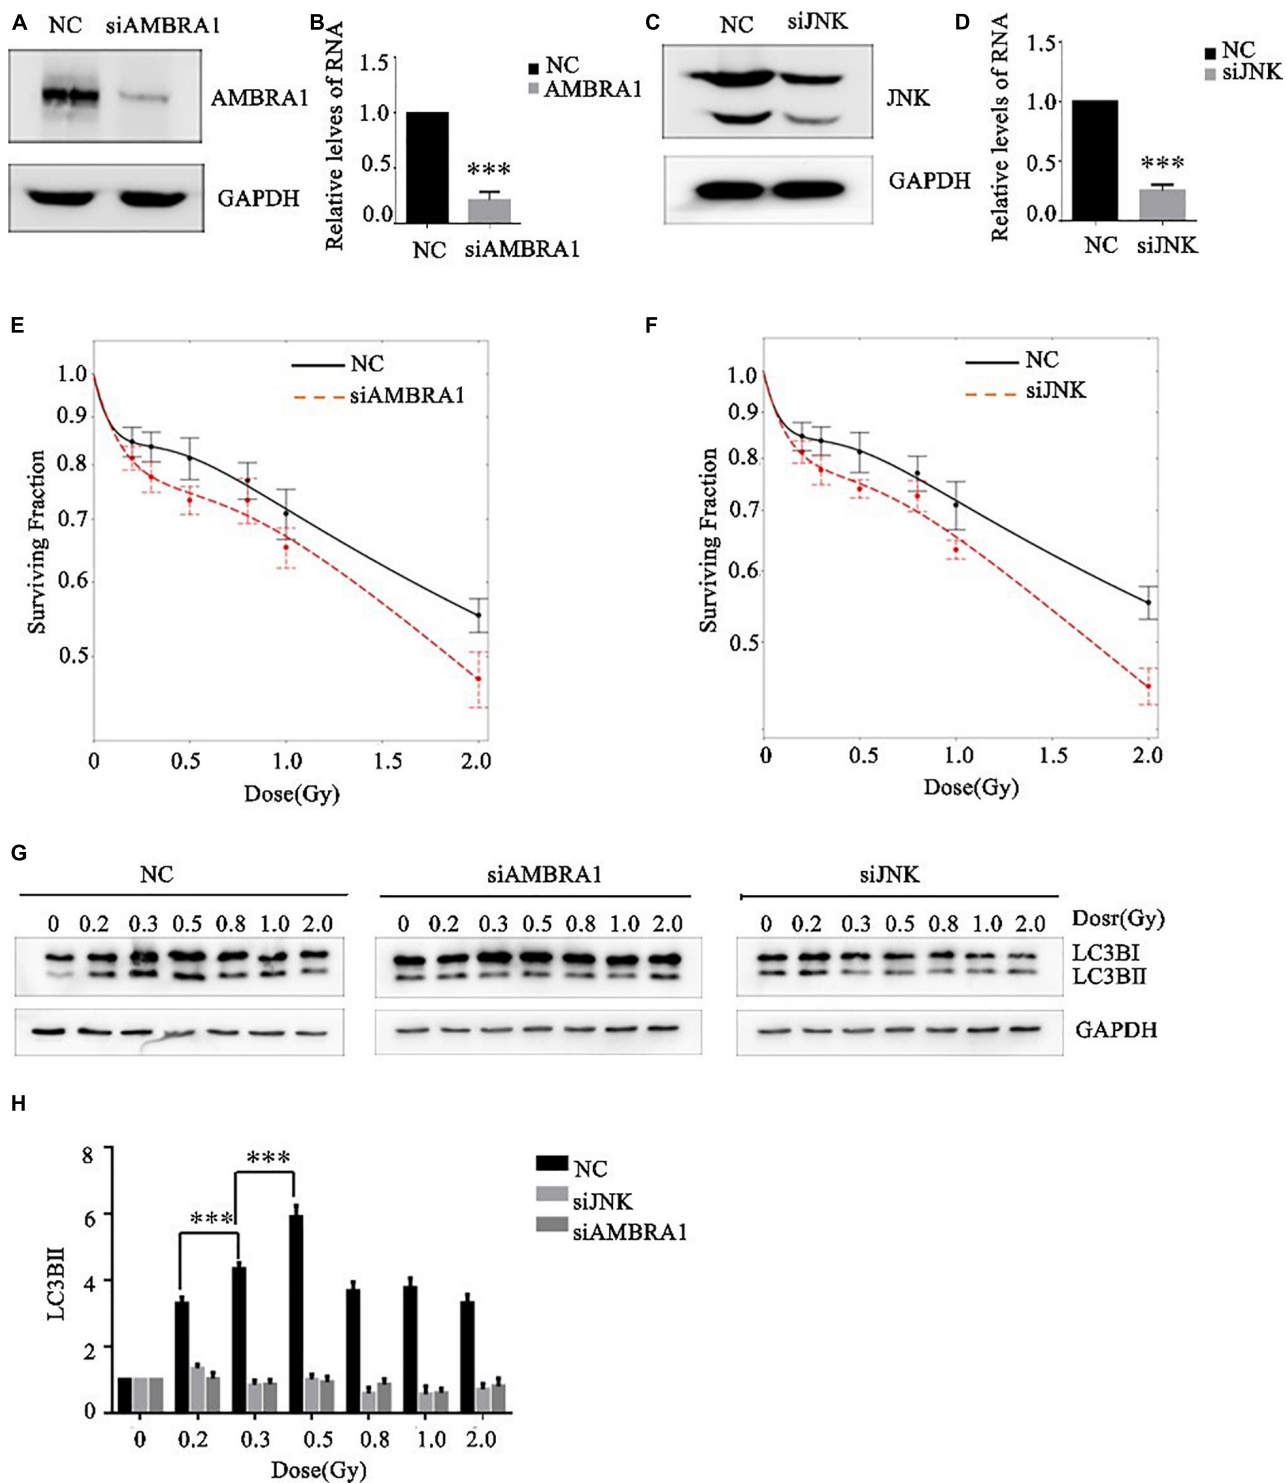 A
NC siAMBRA1
AMBRA1
GAPDH
B
Relative lelves of RNA
1.5
1.0
0.5
0.0
***
NC siAMBRA1
NC
AMBRA1
C
NC siJNK
JNK
GAPDH
D
Relative levels of RNA
1.5
1.0
0.5
0.0
***
NC siJNK
NC
siJNK
E
Surviving Fraction
1.0
0.9
0.8
0.7
0.6
0.5
NC
siAMBRA1
0 0.5 1.0 1.5 2.0
Dose(Gy)
F
Surviving Fraction
1.0
0.9
0.8
0.7
0.6
0.5
NC
siJNK
0 0.5 1.0 1.5 2.0
Dose(Gy)
G
NC siAMBRA1 siJNK
0 0.2 0.3 0.5 0.8 1.0 2.0 0 0.2 0.3 0.5 0.8 1.0 2.0 0 0.2 0.3 0.5 0.8 1.0 2.0 Dosr(Gy)
LC3BI
LC3BII
GAPDH
H
LC3BII
8
6
4
2
0
***
***
NC
siJNK
siAMBRA1
0 0.2 0.3 0.5 0.8 1.0 2.0
Dose(Gy)